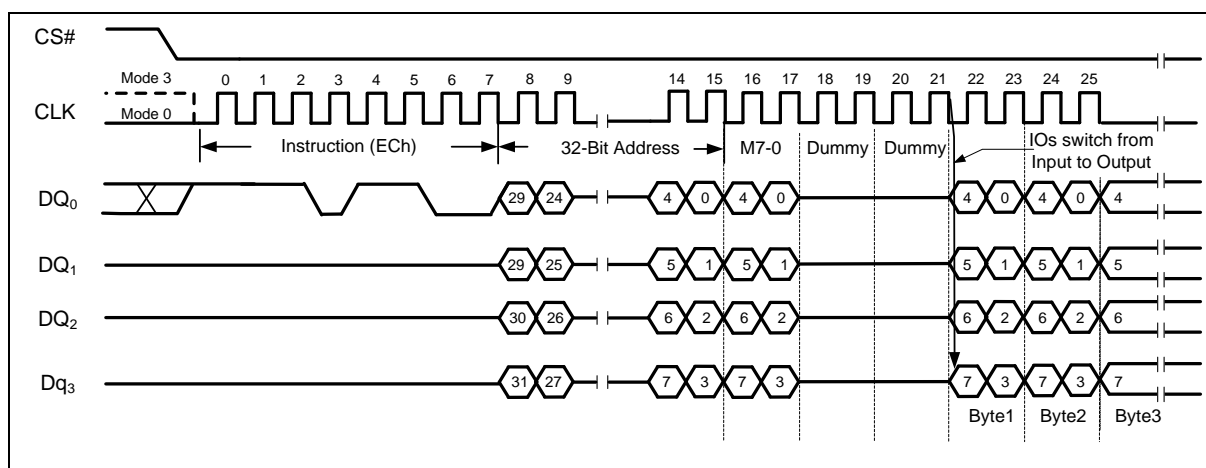 CS#
Mode 3
0 1 2 3 4 5 6 7 8 9 14 15 16 17 18 19 20 21 22 23 24 25
CLK
Mode 0
Instruction (ECh)
32-Bit Address
M7-0
Dummy
Dummy
IOs switch from
Input to Output
DQ0
29 24 4 0 4 0 4 0 4 0 4
DQ1
29 25 5 1 5 1 5 1 5 1 5
DQ2
30 26 6 2 6 2 6 2 6 2 6
Dq3
31 27 7 3 7 3 7 3 7 3 7
Byte1 Byte2 Byte3